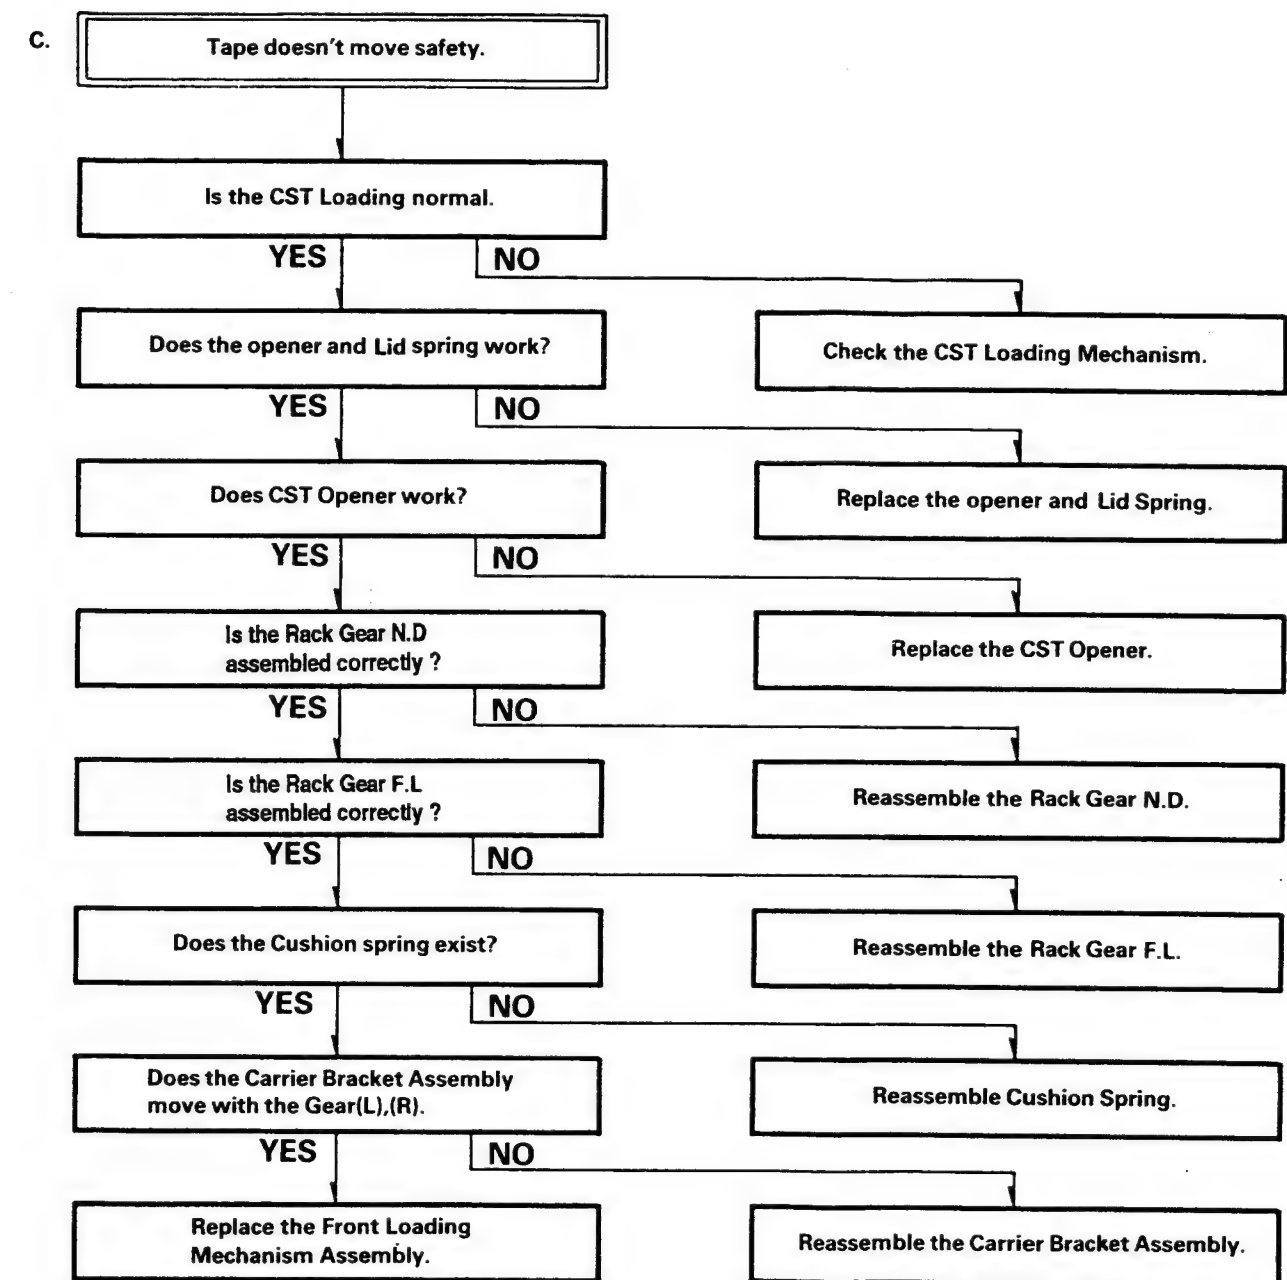 C.
Tape doesn't move safety.
Is the CST Loading normal.
YES
NO
Does the opener and Lid spring work?
Check the CST Loading Mechanism.
YES
NO
Does CST Opener work?
Replace the opener and Lid Spring.
YES
NO
Is the Rack Gear N.D
assembled correctly ?
Replace the CST Opener.
YES
NO
Is the Rack Gear F.L
assembled correctly ?
Reassemble the Rack Gear N.D.
YES
NO
Does the Cushion spring exist?
Reassemble the Rack Gear F.L.
YES
NO
Does the Carrier Bracket Assembly
move with the Gear(L),(R).
Reassemble Cushion Spring.
YES
NO
Replace the Front Loading
Mechanism Assembly.
Reassemble the Carrier Bracket Assembly.